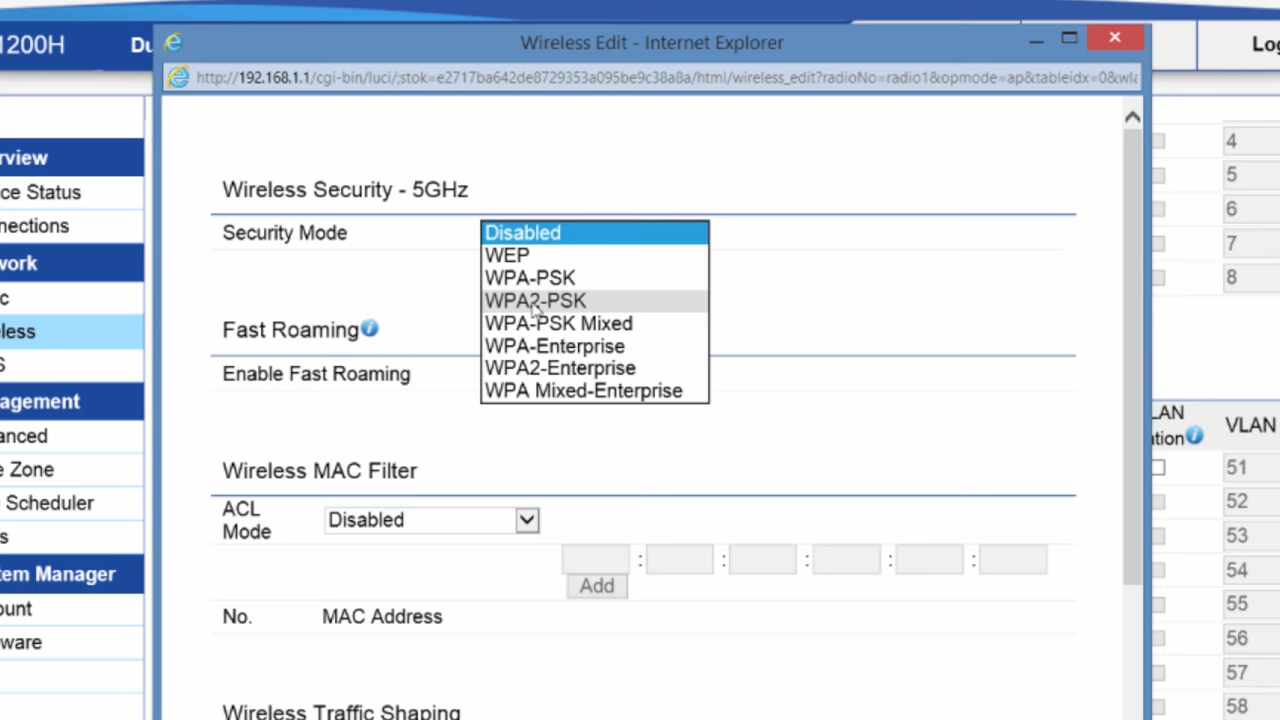 1200H
Du
Log
Wireless Edit - Internet Explorer
http://192.168.1.1/cgi-bin/luci/;stok=e2717ba642de8729353a095be9c38a8a/html/wireless_edit?radioNo=radio1&opmode=ap&tableidx=0&wla
rview
ce Status
nections
work
c
less
S
agement
anced
e Zone
i Scheduler
s
tem Manager
ount
ware
Wireless Security - 5GHz
Security Mode
Disabled
WEP
WPA-PSK
WPA2-PSK
WPA-PSK Mixed
WPA-Enterprise
WPA2-Enterprise
WPA Mixed-Enterprise
Fast Roaming
Enable Fast Roaming
Wireless MAC Filter
ACL
Mode
Disabled
: : : : :
Add
No. MAC Address
Wireless Traffic Shaping
4
5
6
7
8
LAN
ation
VLAN
51
52
53
54
55
56
57
58